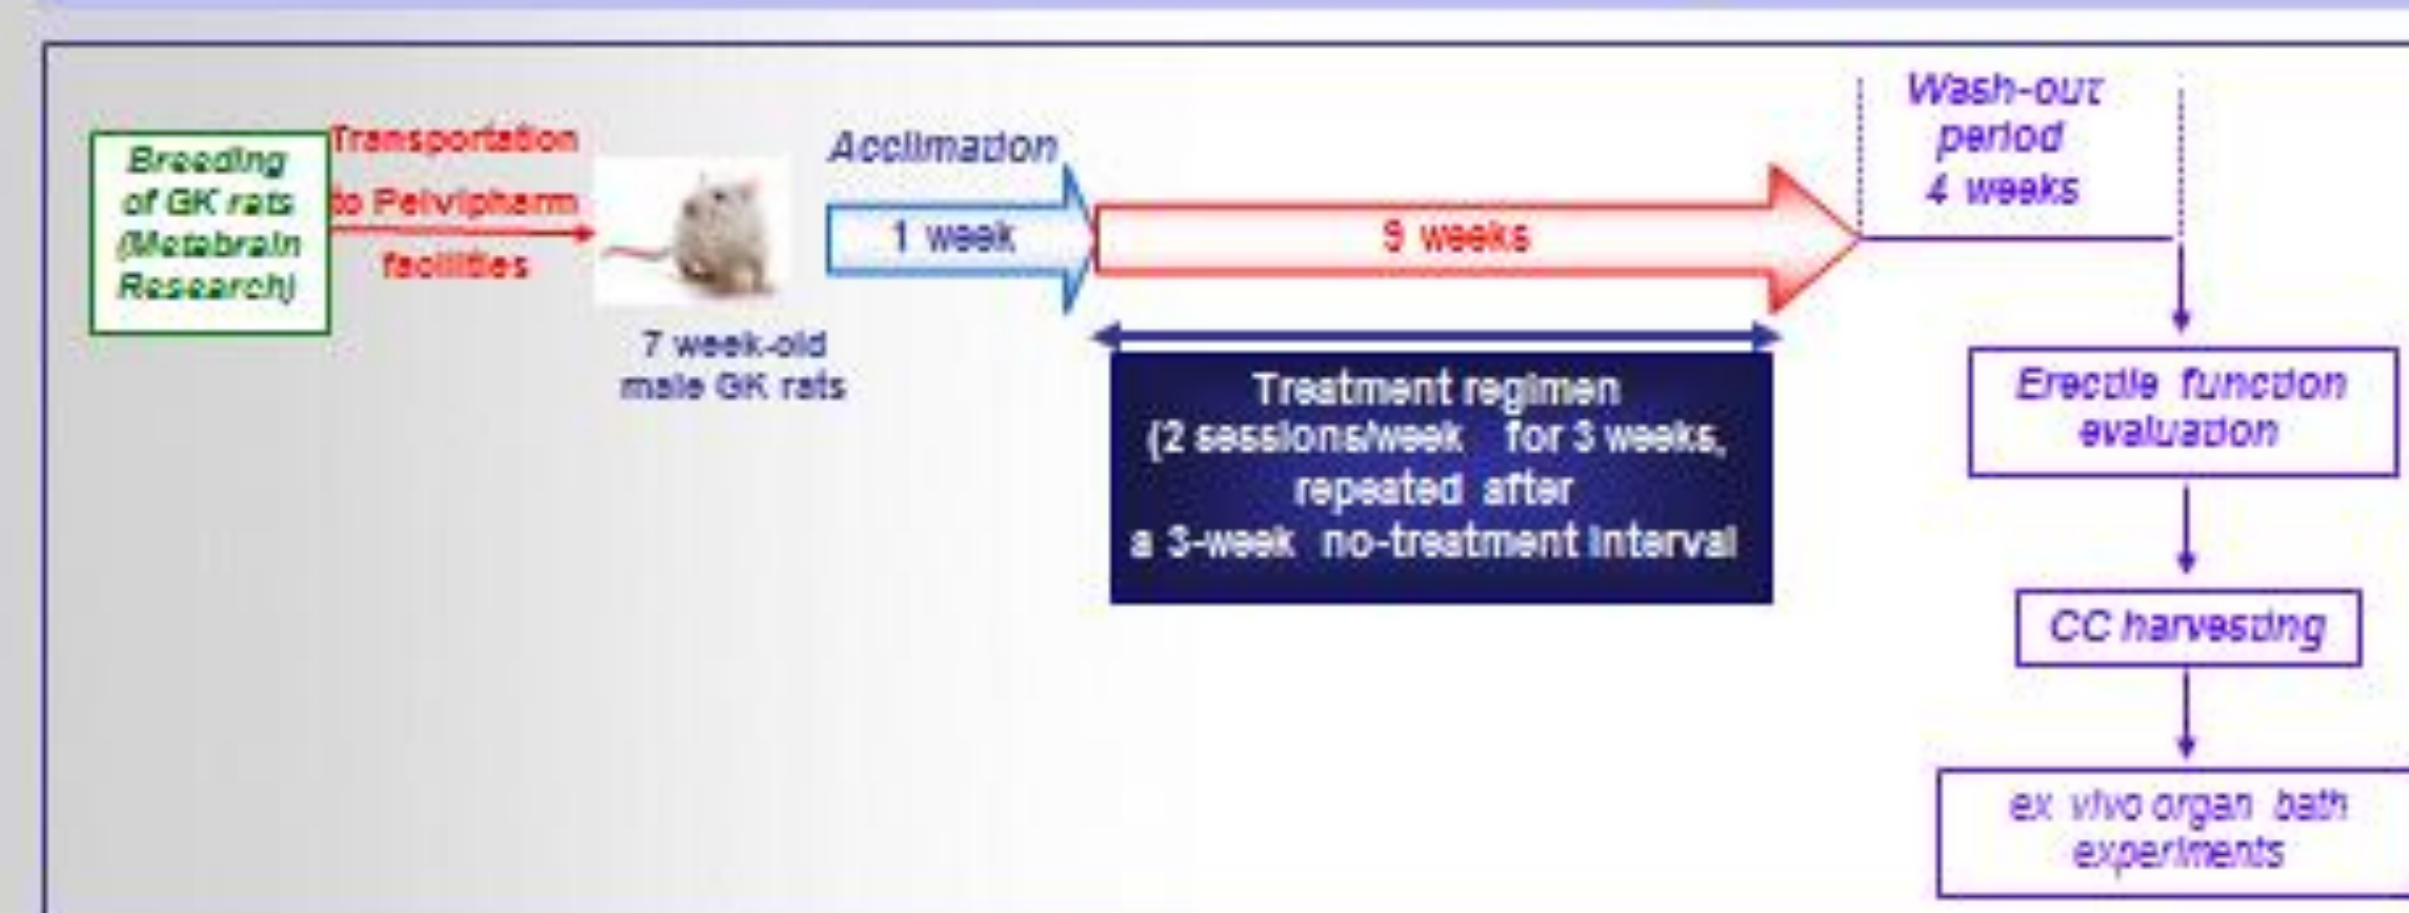 Breeding
of GK rats
(Metabrain
Research)
Transportation
to Pelvipharm
facilities
7 week-old
male GK rats
Acclimation
1 week
9 weeks
Treatment regimen
(2 sessions/week for 3 weeks,
repeated after
a 3-week no-treatment interval
Wash-out
period
4 weeks
Erectile function
evaluation
CC harvesting
ex vivo organ bath
experiments